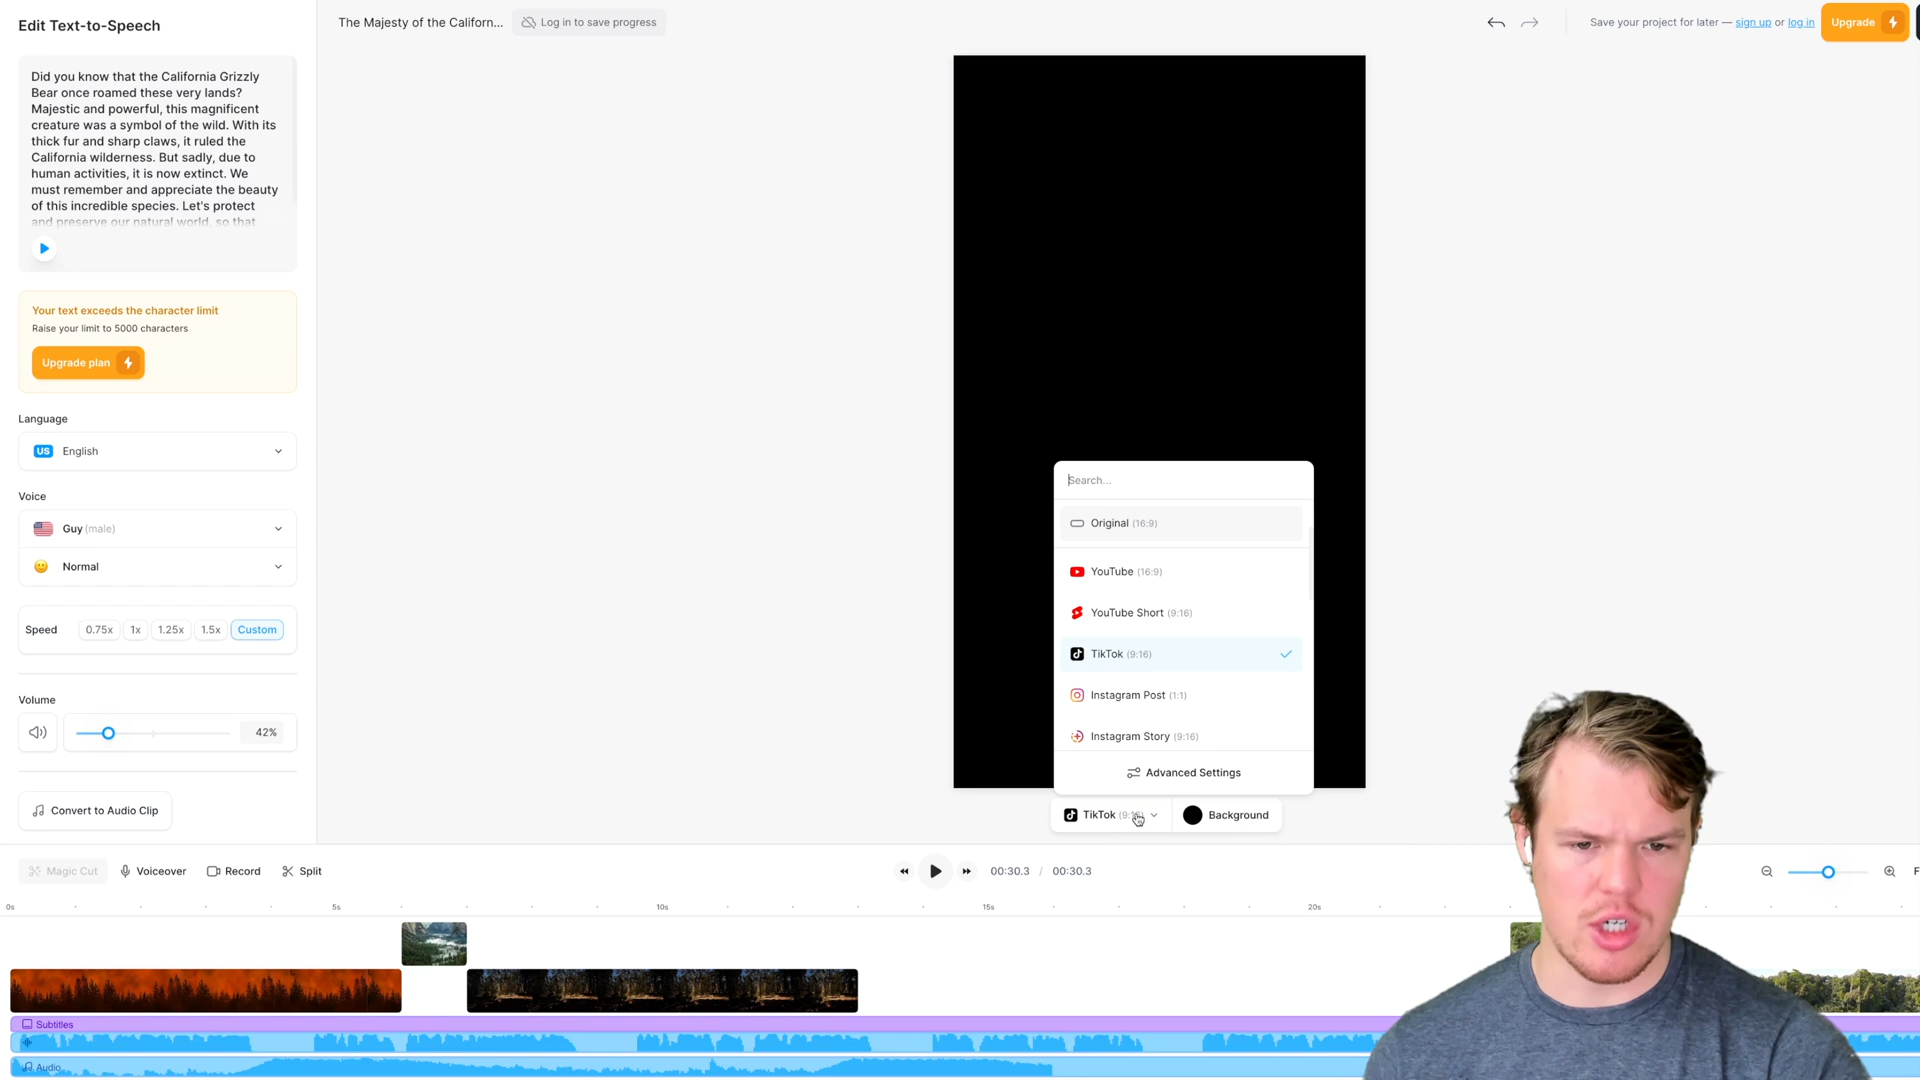 Edit Text-to-Speech
The Majesty of the Californ...
Log in to save progress
Save your project for later — sign up or log in
Upgrade
Did you know that the California Grizzly
Bear once roamed these very lands?
Majestic and powerful, this magnificent
creature was a symbol of the wild. With its
thick fur and sharp claws, it ruled the
California wilderness. But sadly, due to
human activities, it is now extinct. We
must remember and appreciate the beauty
of this incredible species. Let's protect
and preserve our natural world, so that
Your text exceeds the character limit
Raise your limit to 5000 characters
Upgrade plan
Language
US English
Voice
Guy (male)
Normal
Speed 0.75x 1x 1.25x 1.5x Custom
Volume
42%
Convert to Audio Clip
Search...
Original (16:9)
YouTube (16:9)
YouTube Short (9:16)
TikTok (9:16)
Instagram Post (1:1)
Instagram Story (9:16)
Advanced Settings
TikTok
Background
Magic Cut
Voiceover
Record
Split
00:30.3 / 00:30.3
F
0s 5s 10s 15s 20s
Subtitles
Audio